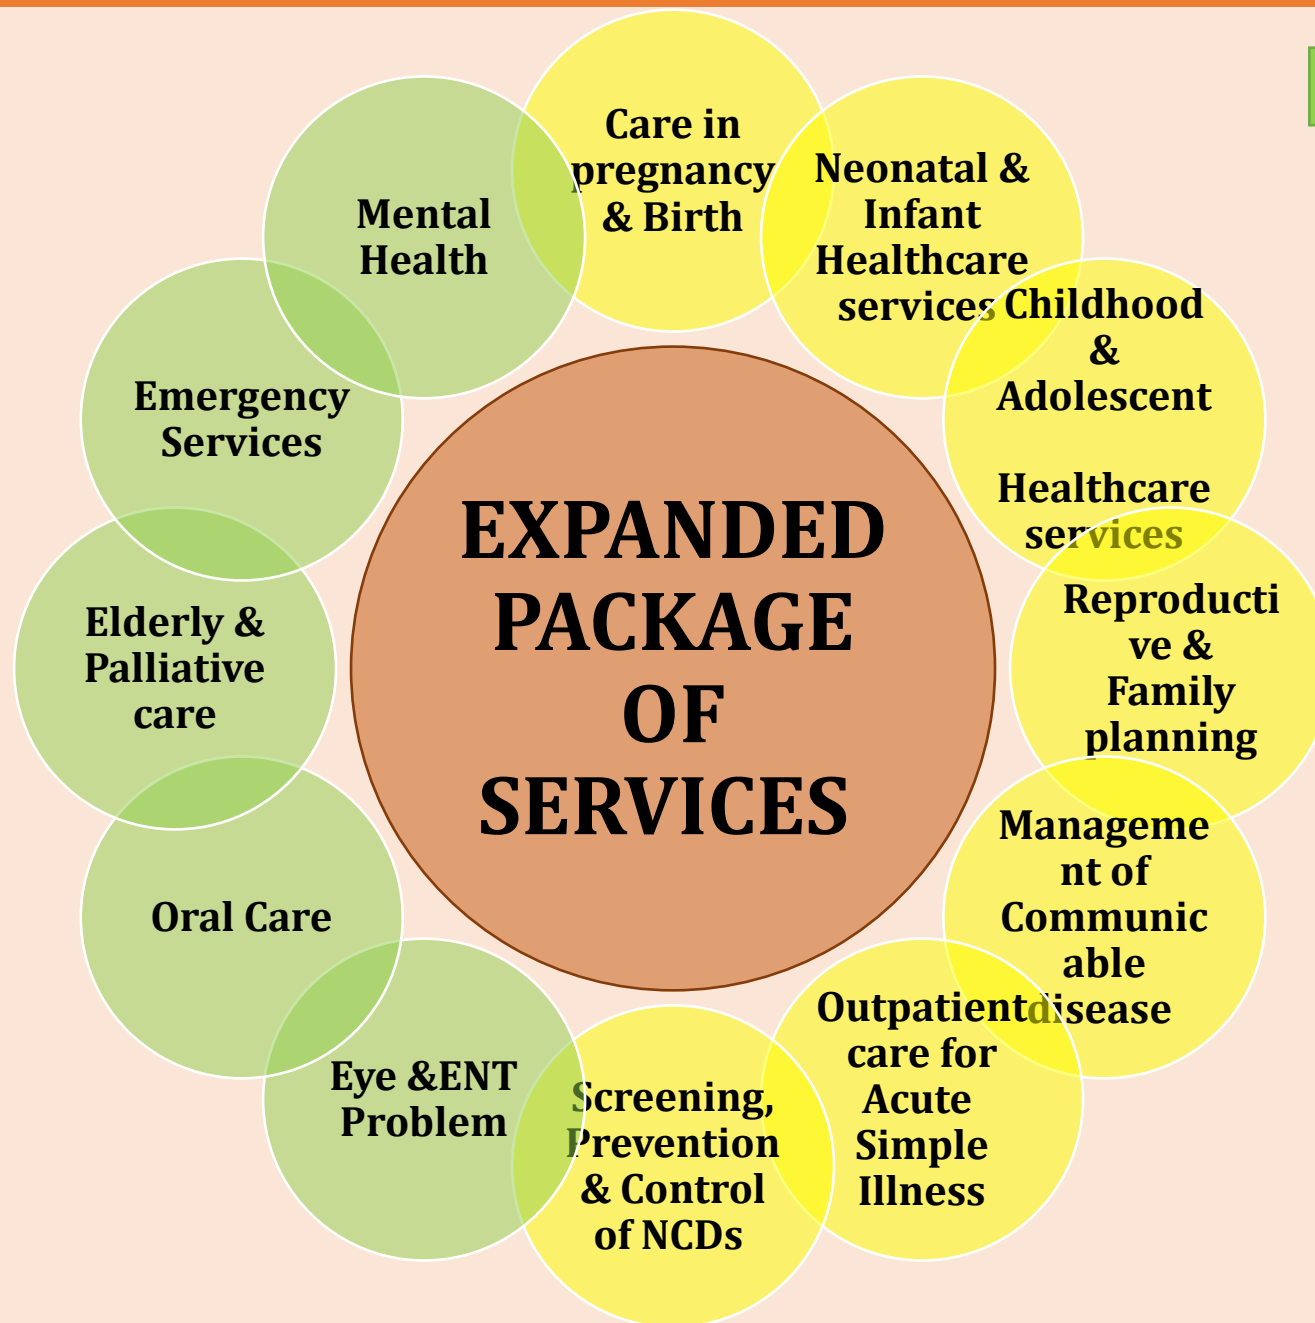 Care in
pregnancy
& Birth
Neonatal &
Infant
Healthcare
services
Childhood
&
Adolescent
Healthcare
services
Reproducti
ve &
Family
planning
Manageme
nt of
Communic
able
disease
Outpatient
care for
Acute
Simple
Illness
Screening,
Prevention
& Control
of NCDs
Eye &ENT
Problem
Oral Care
Elderly &
Palliative
care
Emergency
Services
Mental
Health
EXPANDED
PACKAGE
OF
SERVICES